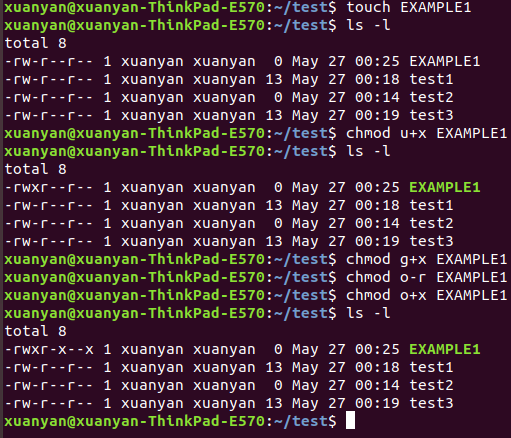 xuanyan@xuanyan-ThinkPad-E570:~/test$ touch EXAMPLE1
xuanyan@xuanyan-ThinkPad-E570:~/test$ ls -l
total 8
-rw-r--r-- 1 xuanyan xuanyan  0 May 27 00:25 EXAMPLE1
-rw-r--r-- 1 xuanyan xuanyan 13 May 27 00:18 test1
-rw-r--r-- 1 xuanyan xuanyan  0 May 27 00:14 test2
-rw-r--r-- 1 xuanyan xuanyan 13 May 27 00:19 test3
xuanyan@xuanyan-ThinkPad-E570:~/test$ chmod u+x EXAMPLE1
xuanyan@xuanyan-ThinkPad-E570:~/test$ ls -l
total 8
-rwxr--r-- 1 xuanyan xuanyan  0 May 27 00:25 EXAMPLE1
-rw-r--r-- 1 xuanyan xuanyan 13 May 27 00:18 test1
-rw-r--r-- 1 xuanyan xuanyan  0 May 27 00:14 test2
-rw-r--r-- 1 xuanyan xuanyan 13 May 27 00:19 test3
xuanyan@xuanyan-ThinkPad-E570:~/test$ chmod g+x EXAMPLE1
xuanyan@xuanyan-ThinkPad-E570:~/test$ chmod o-r EXAMPLE1
xuanyan@xuanyan-ThinkPad-E570:~/test$ chmod o+x EXAMPLE1
xuanyan@xuanyan-ThinkPad-E570:~/test$ ls -l
total 8
-rwxr-x--x 1 xuanyan xuanyan  0 May 27 00:25 EXAMPLE1
-rw-r--r-- 1 xuanyan xuanyan 13 May 27 00:18 test1
-rw-r--r-- 1 xuanyan xuanyan  0 May 27 00:14 test2
-rw-r--r-- 1 xuanyan xuanyan 13 May 27 00:19 test3
xuanyan@xuanyan-ThinkPad-E570:~/test$